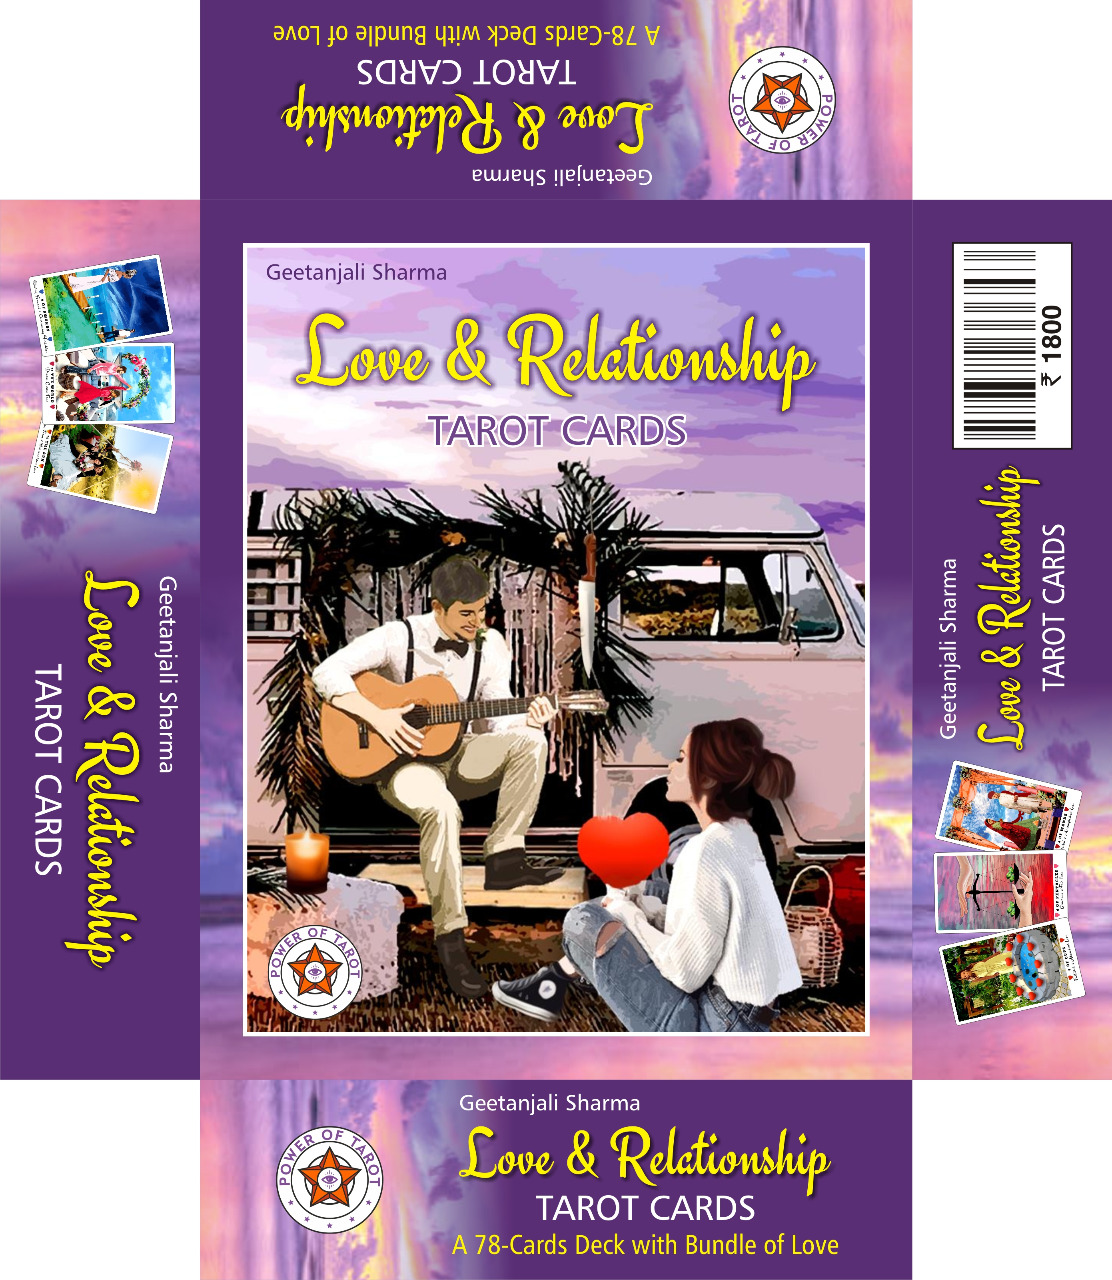 A 78-Cards Deck with Bundle of Love
TAROT CARDS
Love & Relationship
Geetanjali Sharma
POWER OF TAROT
Geetanjali Sharma
Love & Relationship
TAROT CARDS
POWER OF TAROT
Geetanjali Sharma
Love & Relationship
TAROT CARDS
₹ 1800
Geetanjali Sharma
Love & Relationship
TAROT CARDS
POWER OF TAROT
Geetanjali Sharma
Love & Relationship
TAROT CARDS
A 78-Cards Deck with Bundle of Love